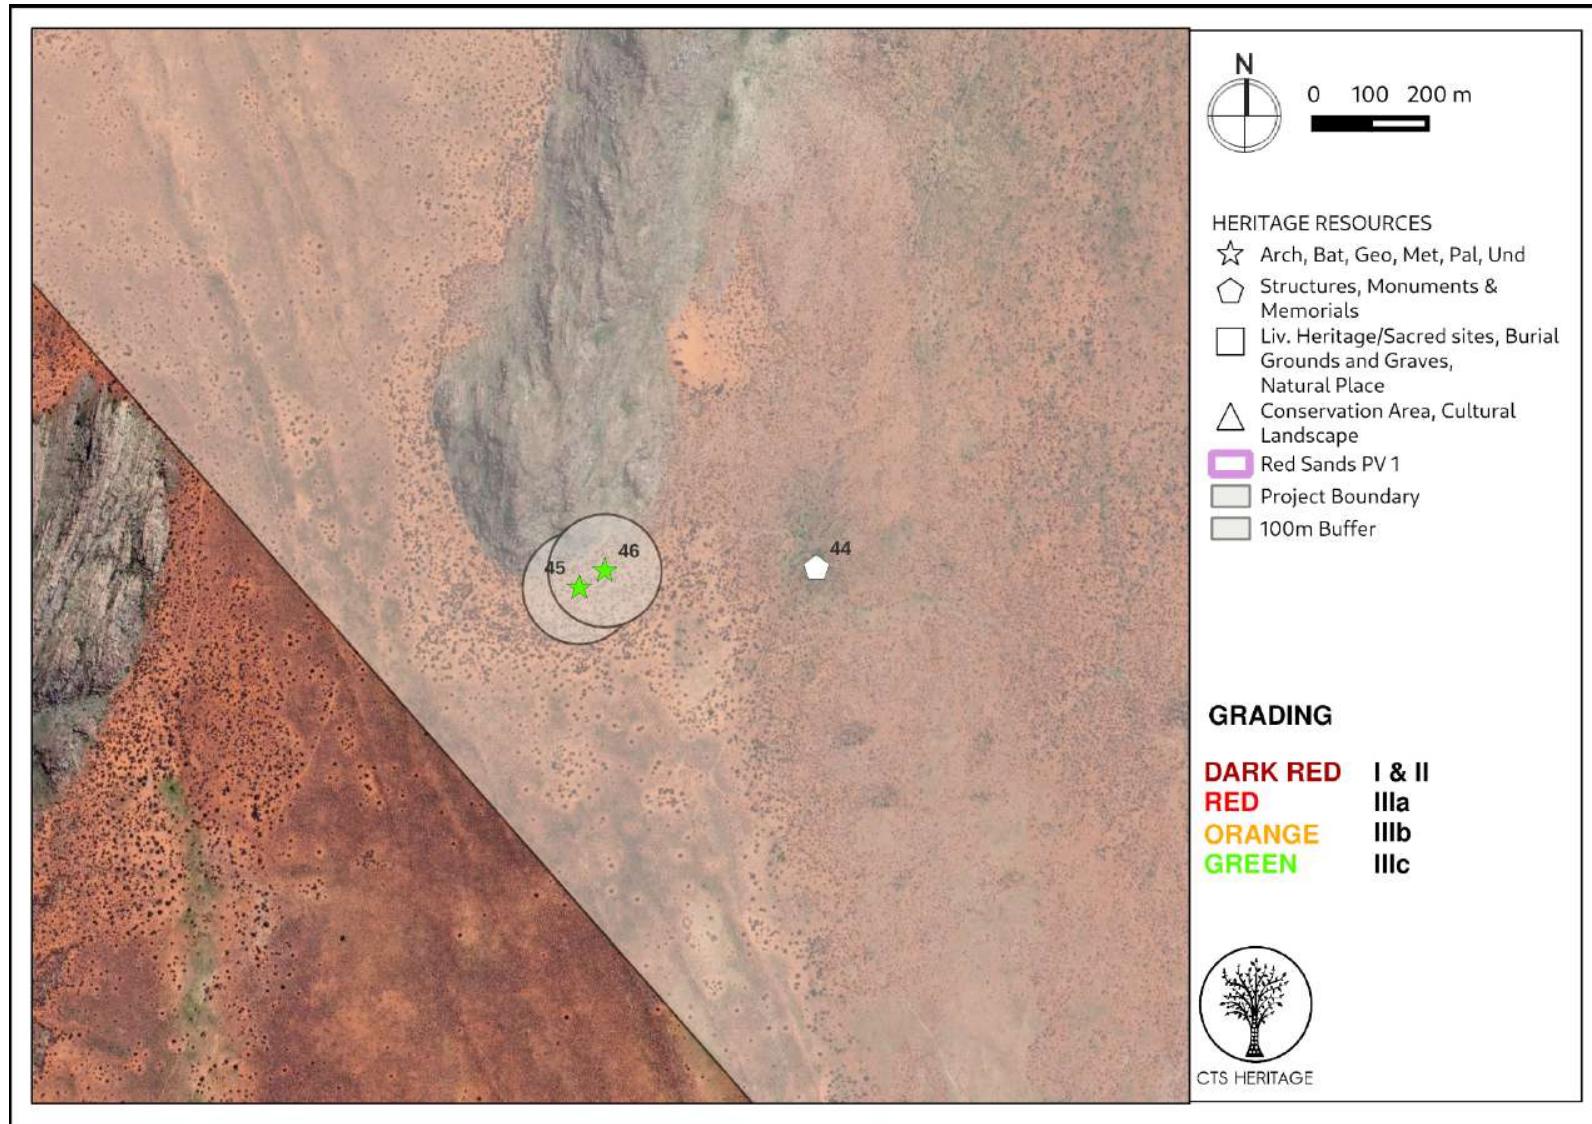 N
0 100 200 m
HERITAGE RESOURCES
Arch, Bat, Geo, Met, Pal, Und
Structures, Monuments &
Memorials
Liv. Heritage/Sacred sites, Burial
Grounds and Graves,
Natural Place
Conservation Area, Cultural
Landscape
Red Sands PV 1
Project Boundary
100m Buffer
46
45
44
GRADING
DARK RED I & II
RED IIIa
ORANGE IIIb
GREEN IIIc
CTS HERITAGE